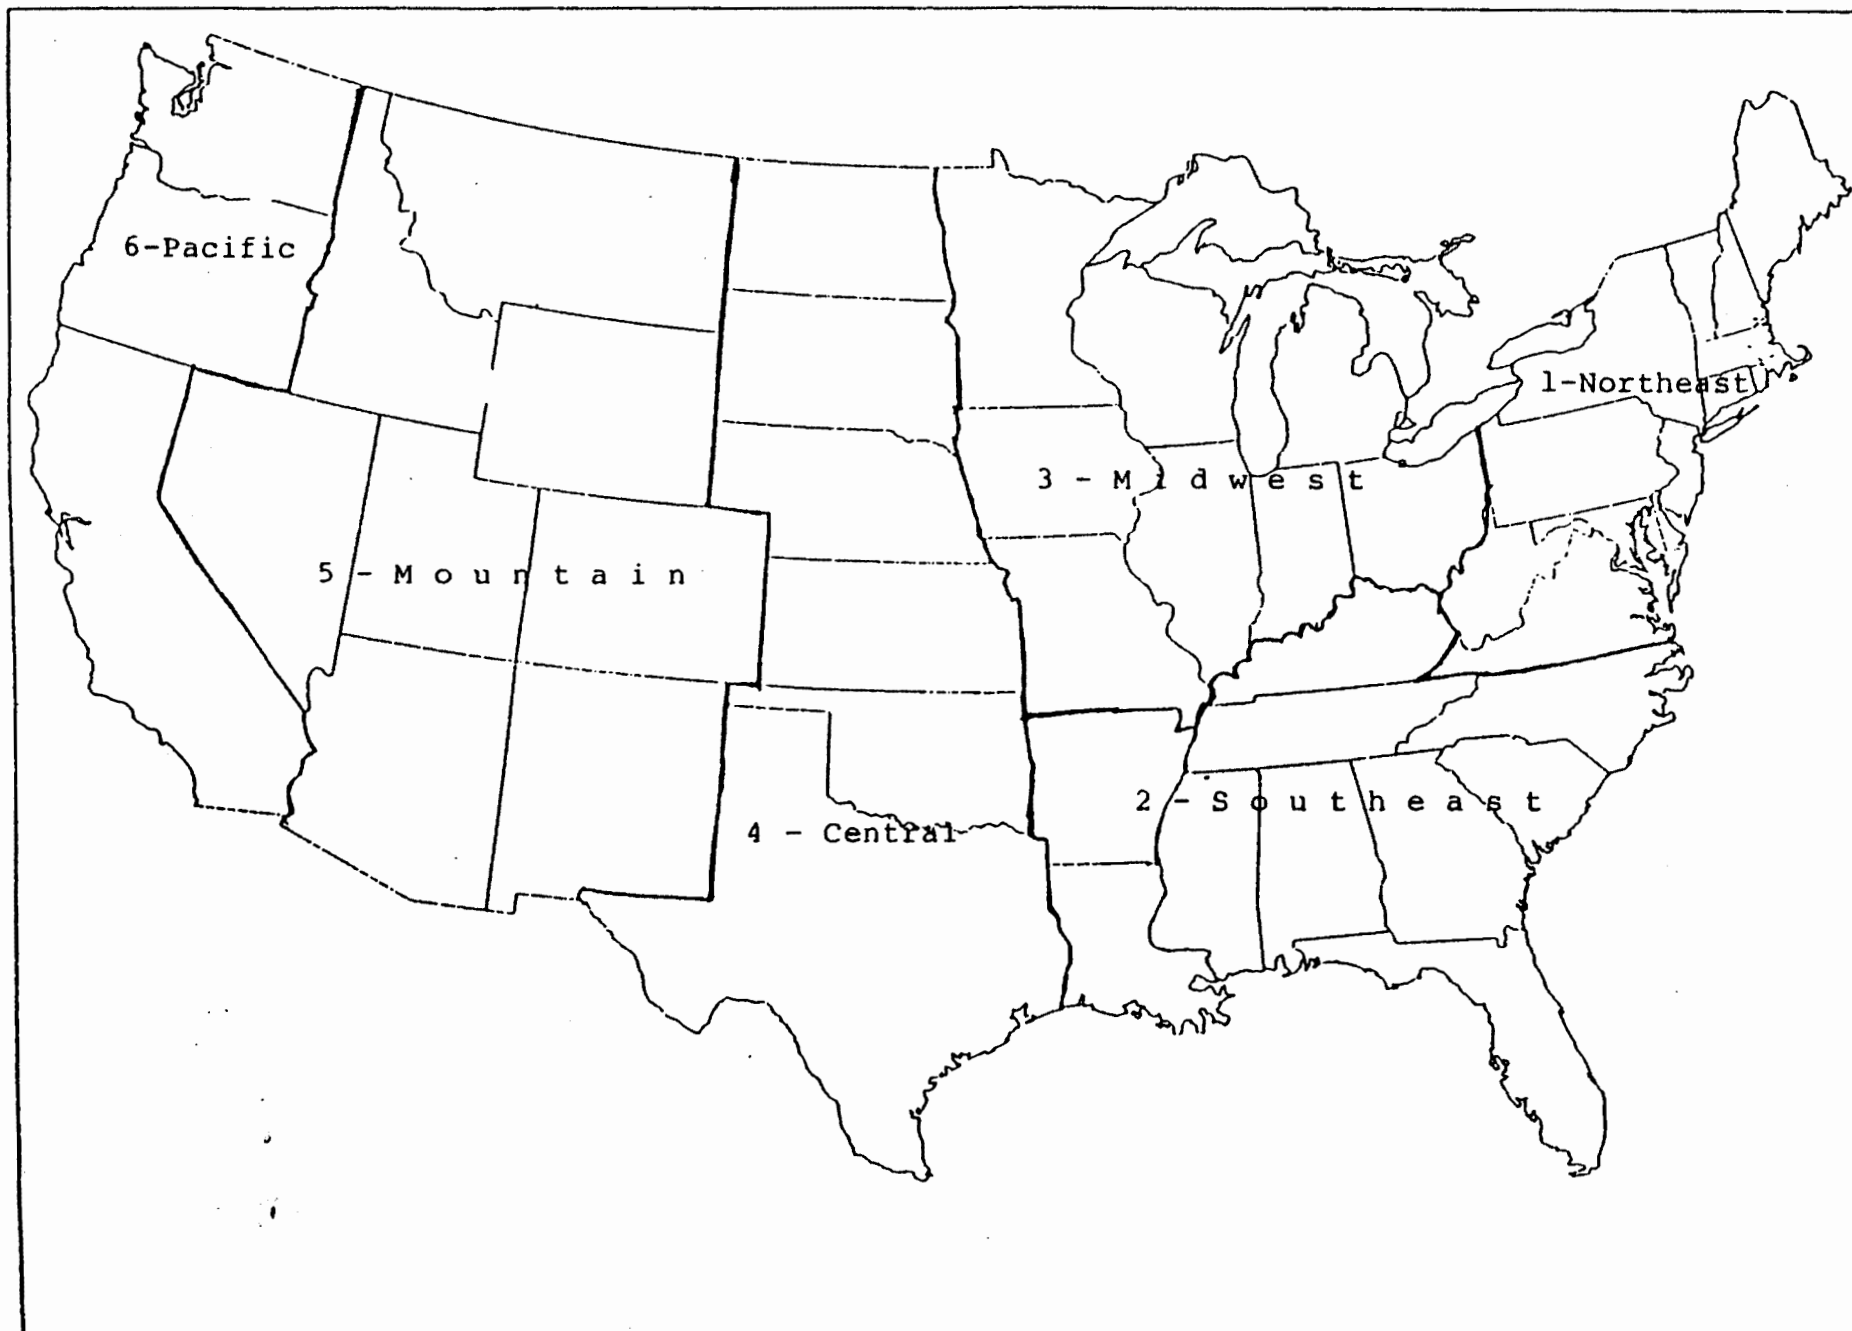 6-Pacific
1-Northeast
3 - Midwest
5 - Mountain
2 - Southeast
4 - Central